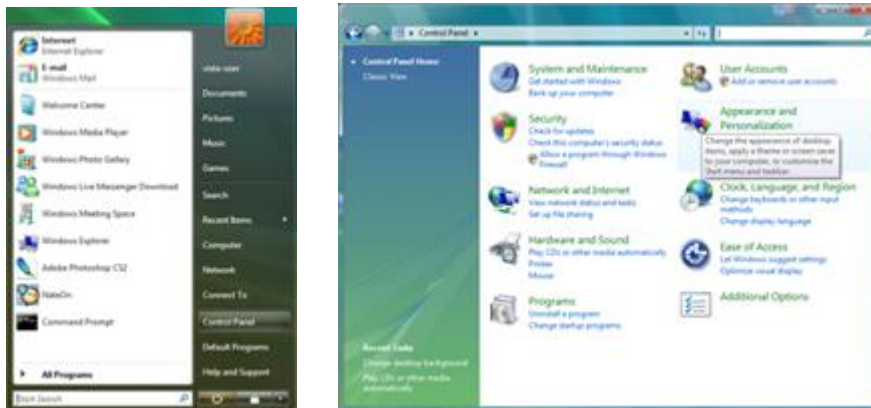 Internet
Internet Explorer
E-mail
Windows Mail
Welcome Center
Windows Media Player
Windows Photo Gallery
Windows Live Messenger Download
Windows Meeting Space
Windows Explorer
Adobe Photoshop CS2
NateOn
Command Prompt
All Programs
Start Search
vista user
Documents
Pictures
Music
Games
Search
Recent Items
Computer
Network
Connect To
Control Panel
Default Programs
Help and Support
Control Panel
Control Panel Home
Classic View
Recent Tasks
Change desktop background
Play CDs or other media
automatically
System and Maintenance
Get started with Windows
Back up your computer
Security
Check for updates
Check this computer's security status
Allow a program through Windows
Firewall
Network and Internet
View network status and tasks
Set up file sharing
Hardware and Sound
Play CDs or other media automatically
Printer
Mouse
Programs
Uninstall a program
Change startup programs
User Accounts
Add or remove user accounts
Appearance and
Personalization
Change the appearance of desktop
items, apply a theme or screen saver
to your computer, or customize the
Start menu and taskbar.
Clock, Language, and Region
Change keyboards or other input
methods
Change display language
Ease of Access
Let Windows suggest settings
Optimize visual display
Additional Options